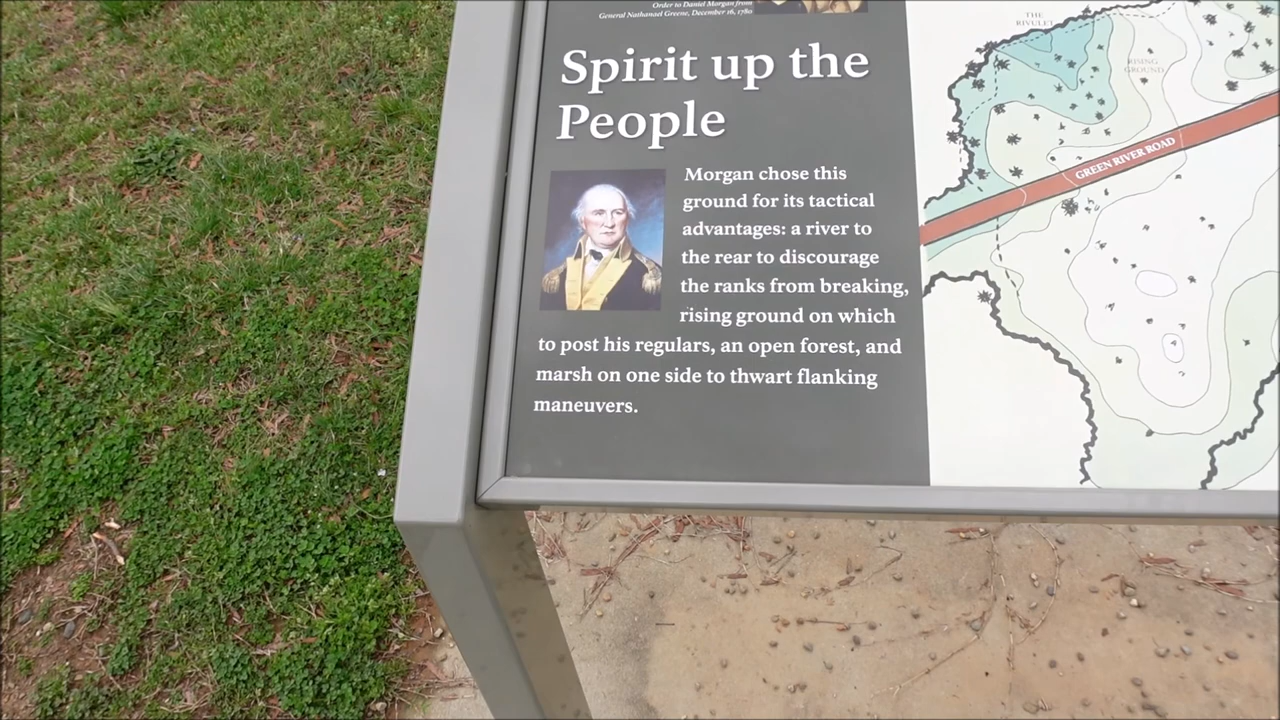 Order to Daniel Morgan from
General Nathanael Greene, December 16, 1780
Spirit up the
People
Morgan chose this
ground for its tactical
advantages: a river to
the rear to discourage
the ranks from breaking,
rising ground on which
to post his regulars, an open forest, and
marsh on one side to thwart flanking
maneuvers.
THE
RIVULET
RISING
GROUND
GREEN RIVER ROAD